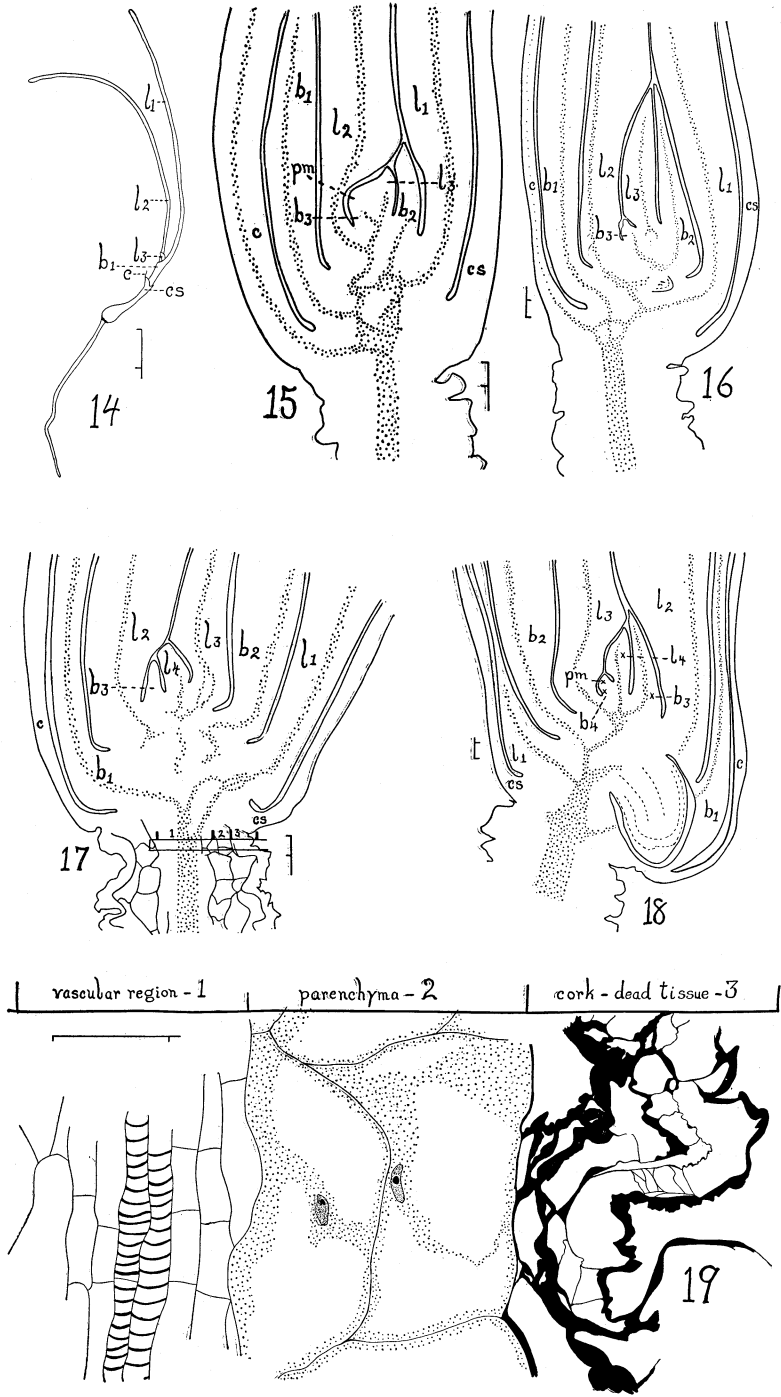 l1
l2
l3
b1
c
cs
14
b1
l2
l1
pm
l3
b3
b2
c
cs
15
c
b1
l2
l3
l1
cs
b3
b2
16
l2
l3
b2
l1
l4
b3
c
b1
cs
1
2
3
17
b2
l3
l2
x
l4
pm
x
x
x
b3
b4
l1
cs
c
b1
18
vascular region - 1
parenchyma - 2
cork - dead tissue - 3
19